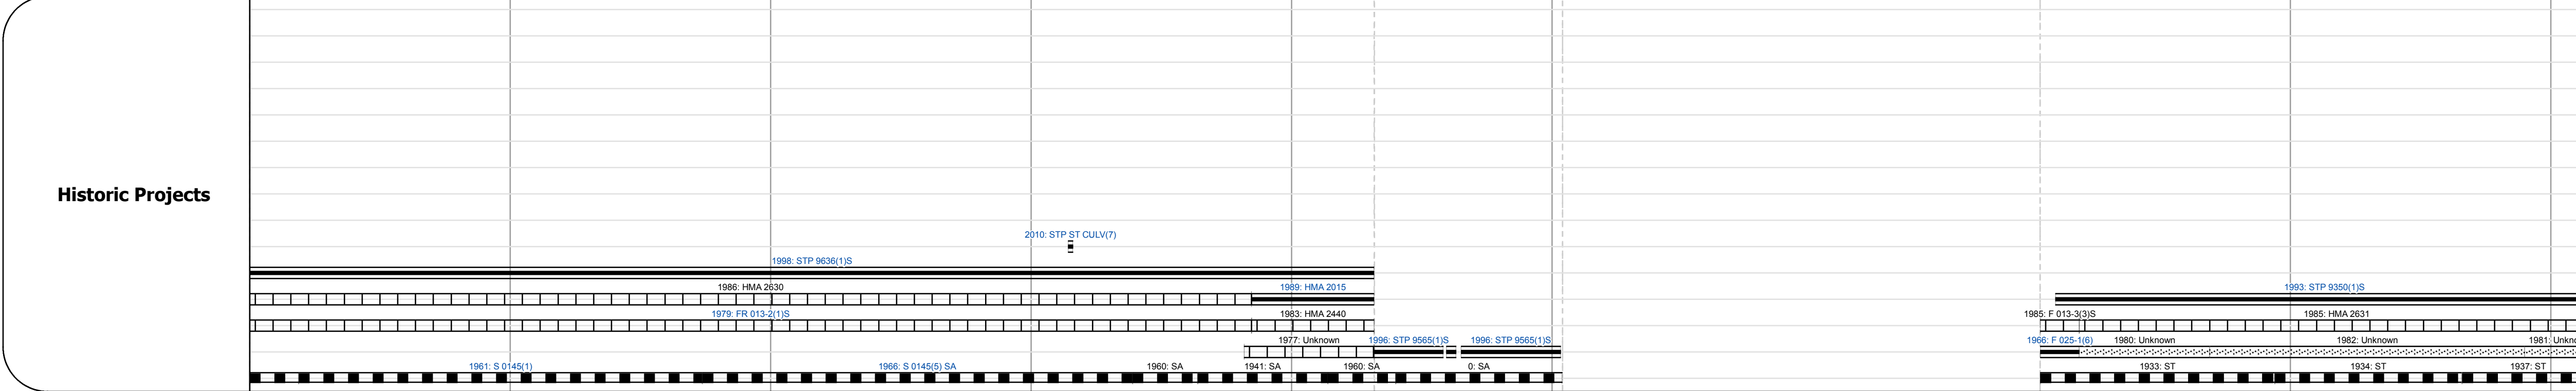 Historic Projects
2010: STP ST CULV(7)
1998: STP 9636(1)S
1986: HMA 2630 1989: HMA 2015 1993: STP 9350(1)S
1979: FR 013-2(1)S 1983: HMA 2440 1985: F 013-3(3)S 1985: HMA 2631
1977: Unknown 1996: STP 9565(1)S 1996: STP 9565(1)S 1966: F 025-1(6) 1980: Unknown 1982: Unknown 1981: Unkno
1961: S 0145(1) 1966: S 0145(5) SA 1960: SA 1941: SA 1960: SA 0: SA 1933: ST 1934: ST 1937: ST